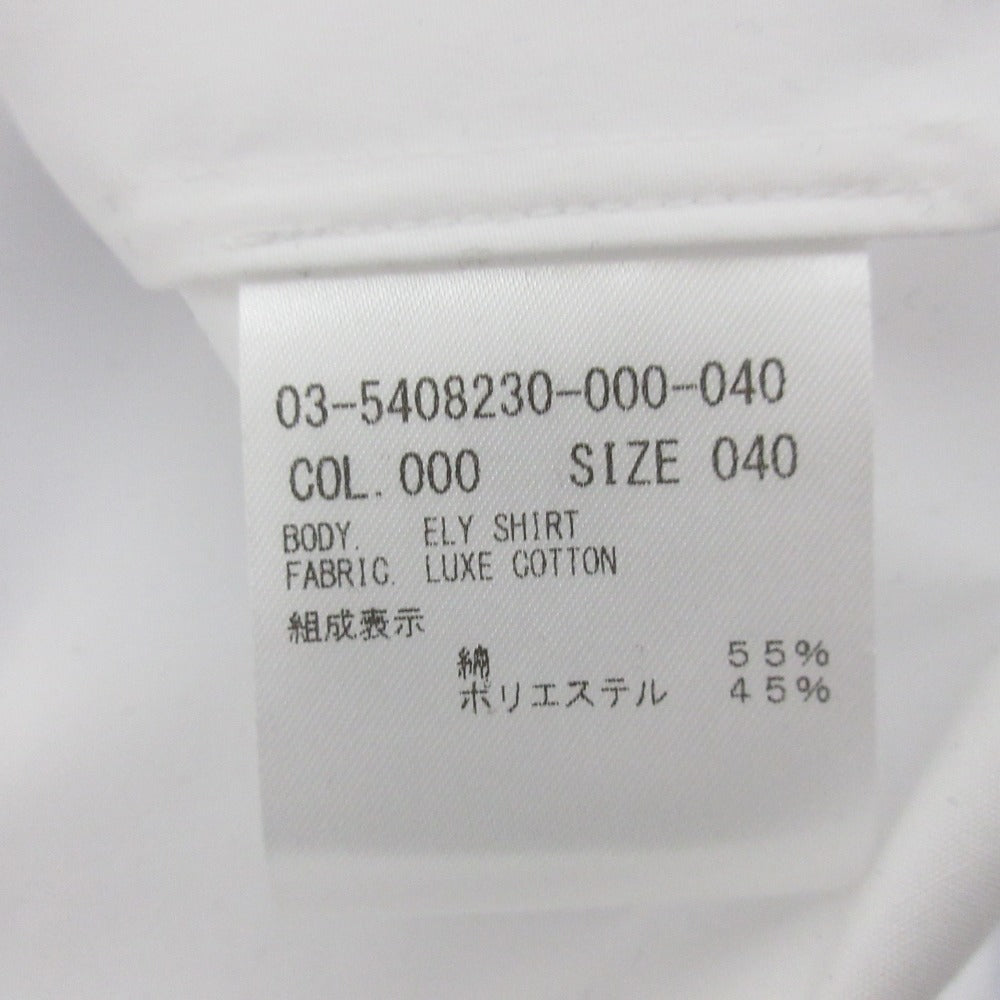 03-5408230-000-040
COL.000 SIZE 040
BODY. ELY SHIRT
FABRIC. LUXE COTTON
組成表示
綿 55%
ポリエステル 45%